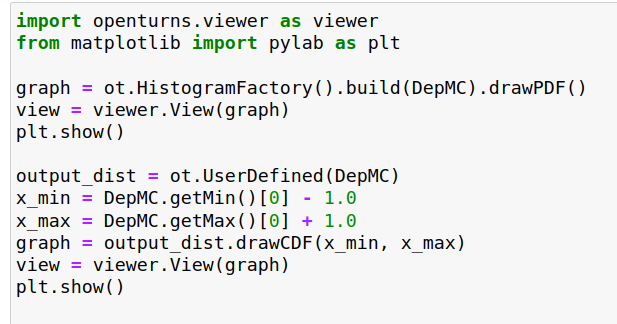 import openturns.viewer as viewer
from matplotlib import pylab as plt
graph = ot.HistogramFactory().build(DepMC).drawPDF()
view = viewer.View(graph)
plt.show()
output_dist = ot.UserDefined(DepMC)
x_min = DepMC.getMin()[0] - 1.0
x_max = DepMC.getMax()[0] + 1.0
graph = output_dist.drawCDF(x_min, x_max)
view = viewer.View(graph)
plt.show()